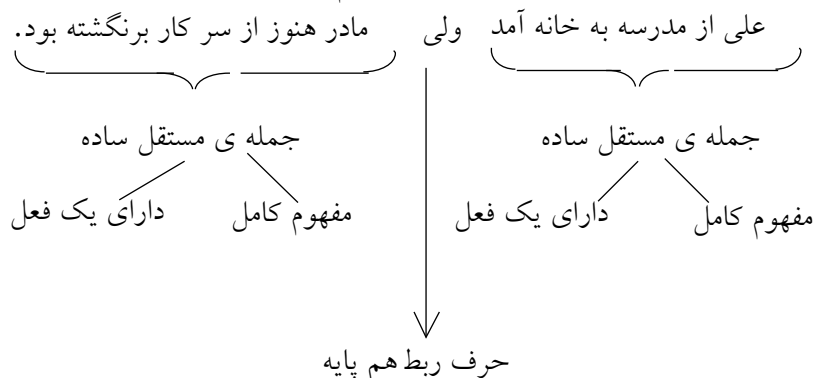 علی از مدرسه به خانه آمد ولی مادر هنوز از سر کار برنگشته بود.
جمله ی مستقل ساده جمله ی مستقل ساده
مفهوم کامل دارای یک فعل مفهوم کامل دارای یک فعل
حرف ربط هم پایه